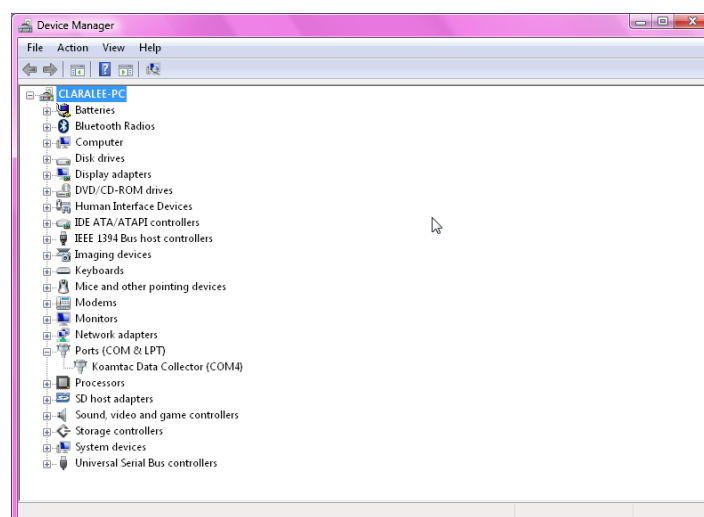 Device Manager
File Action View Help
CLARALEE-PC
Batteries
Bluetooth Radios
Computer
Disk drives
Display adapters
DVD/CD-ROM drives
Human Interface Devices
IDE ATA/ATAPI controllers
IEEE 1394 Bus host controllers
Imaging devices
Keyboards
Mice and other pointing devices
Modems
Monitors
Network adapters
Ports (COM & LPT)
Koamtac Data Collector (COM4)
Processors
SD host adapters
Sound, video and game controllers
Storage controllers
System devices
Universal Serial Bus controllers